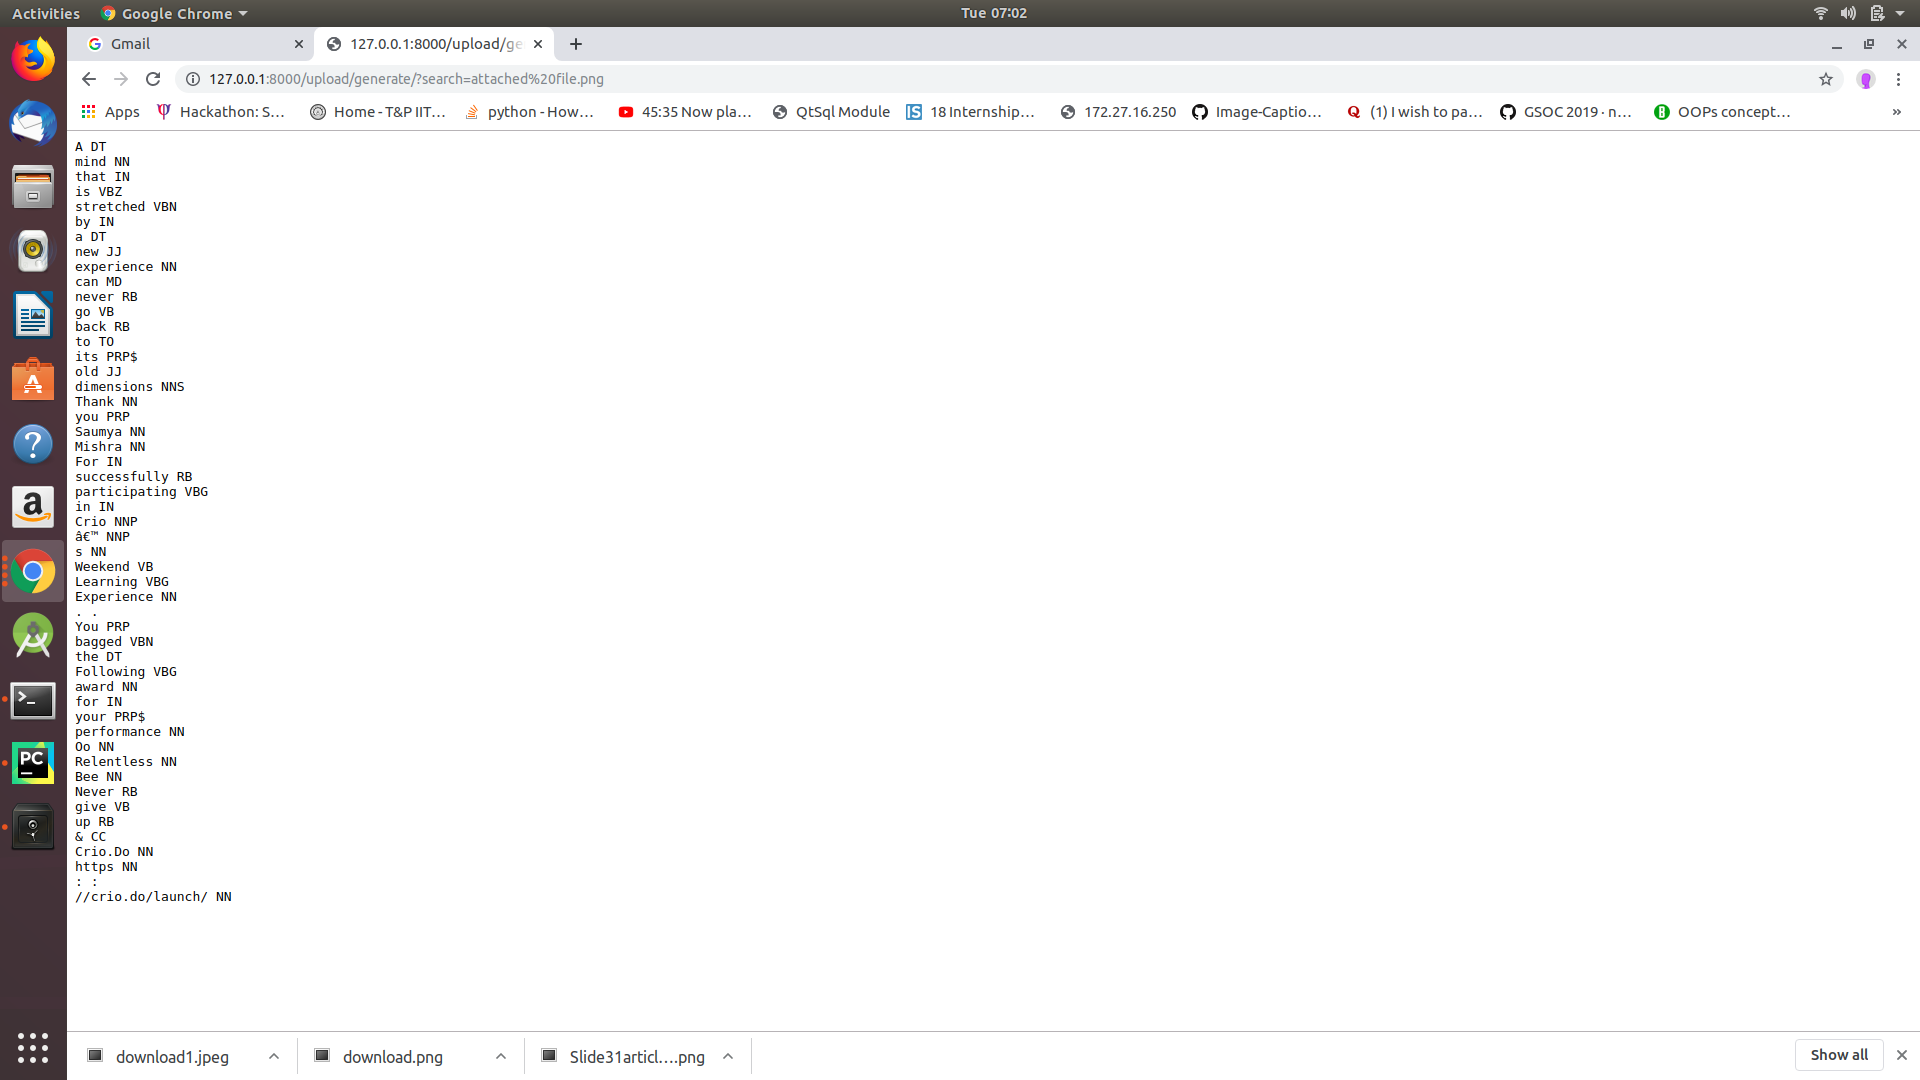 Activities Google Chrome Tue 07:02
Gmail 127.0.0.1:8000/upload/ge
127.0.0.1:8000/upload/generate/?search=attached%20file.png
Apps Hackathon: S... Home - T&P IIT... python - How... 45:35 Now pla... QtSql Module 18 Internship... 172.27.16.250 Image-Captio... (1) I wish to pa... GSOC 2019 · n... OOPs concept... »
A DT
mind NN
that IN
is VBZ
stretched VBN
by IN
a DT
new JJ
experience NN
can MD
never RB
go VB
back RB
to TO
its PRP$
old JJ
dimensions NNS
Thank NN
you PRP
Saumya NN
Mishra NN
For IN
successfully RB
participating VBG
in IN
Crio NNP
â€™ NNP
s NN
Weekend VB
Learning VBG
Experience NN
. .
You PRP
bagged VBN
the DT
Following VBG
award NN
for IN
your PRP$
performance NN
Oo NN
Relentless NN
Bee NN
Never RB
give VB
up RB
& CC
Crio.Do NN
https NN
: :
//crio.do/launch/ NN
download1.jpeg download.png Slide31articl....png Show all